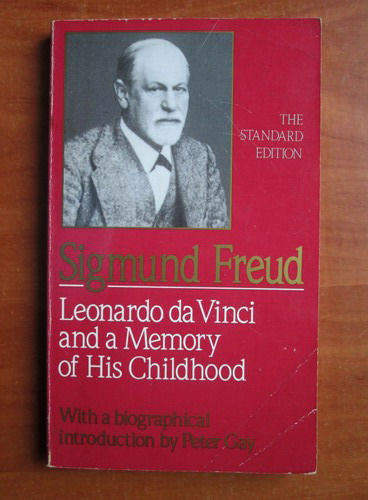 THE
STANDARD
EDITION
Sigmund Freud
Leonardo da Vinci
and a Memory
of His Childhood
With a biographical
introduction by Peter Gay